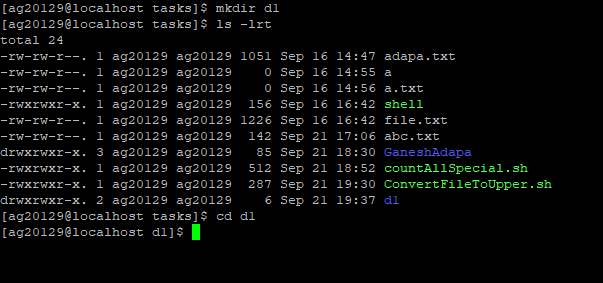 [ag20129@localhost tasks]$ mkdir d1
[ag20129@localhost tasks]$ ls -lrt
total 24
-rw-rw-r--. 1 ag20129 ag20129 1051 Sep 16 14:47 adapa.txt
-rw-rw-r--. 1 ag20129 ag20129    0 Sep 16 14:55 a
-rw-rw-r--. 1 ag20129 ag20129    0 Sep 16 14:56 a.txt
-rwxrwxr-x. 1 ag20129 ag20129  156 Sep 16 16:42 shell
-rw-rw-r--. 1 ag20129 ag20129 1226 Sep 16 16:42 file.txt
-rw-rw-r--. 1 ag20129 ag20129  142 Sep 21 17:06 abc.txt
drwxrwxr-x. 3 ag20129 ag20129   85 Sep 21 18:30 GaneshAdapa
-rwxrwxr-x. 1 ag20129 ag20129  512 Sep 21 18:52 countAllSpecial.sh
-rwxrwxr-x. 1 ag20129 ag20129  287 Sep 21 19:30 ConvertFileToUpper.sh
drwxrwxr-x. 2 ag20129 ag20129    6 Sep 21 19:37 d1
[ag20129@localhost tasks]$ cd d1
[ag20129@localhost d1]$